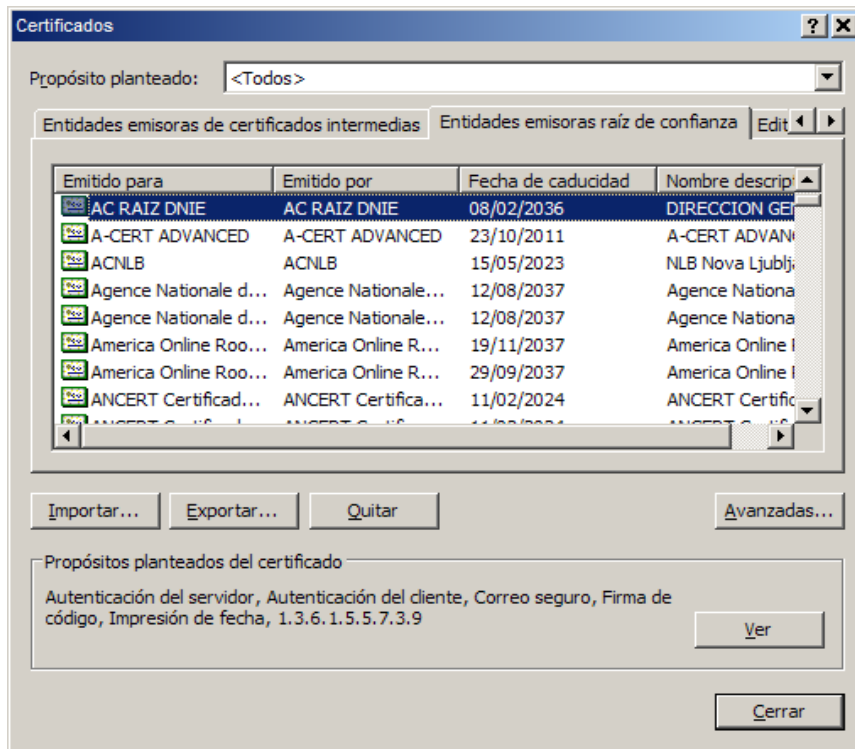 Certificados
Propósito planteado: <Todos>
Entidades emisoras de certificados intermedias Entidades emisoras raíz de confianza Edit
Emitido para Emitido por Fecha de caducidad Nombre descrip
AC RAIZ DNIE AC RAIZ DNIE 08/02/2036 DIRECCION GE
A-CERT ADVANCED A-CERT ADVANCED 23/10/2011 A-CERT ADVAN
ACNLB ACNLB 15/05/2023 NLB Nova Ljublj
Agence Nationale d... Agence Nationale... 12/08/2037 Agence Nationa
Agence Nationale d... Agence Nationale... 12/08/2037 Agence Nationa
America Online Roo... America Online R... 19/11/2037 America Online
America Online Roo... America Online R... 29/09/2037 America Online
ANCERT Certificad... ANCERT Certifica... 11/02/2024 ANCERT Certific
Importar... Exportar... Quitar Avanzadas...
Propósitos planteados del certificado
Autenticación del servidor, Autenticación del cliente, Correo seguro, Firma de
código, Impresión de fecha, 1.3.6.1.5.5.7.3.9
Ver
Cerrar